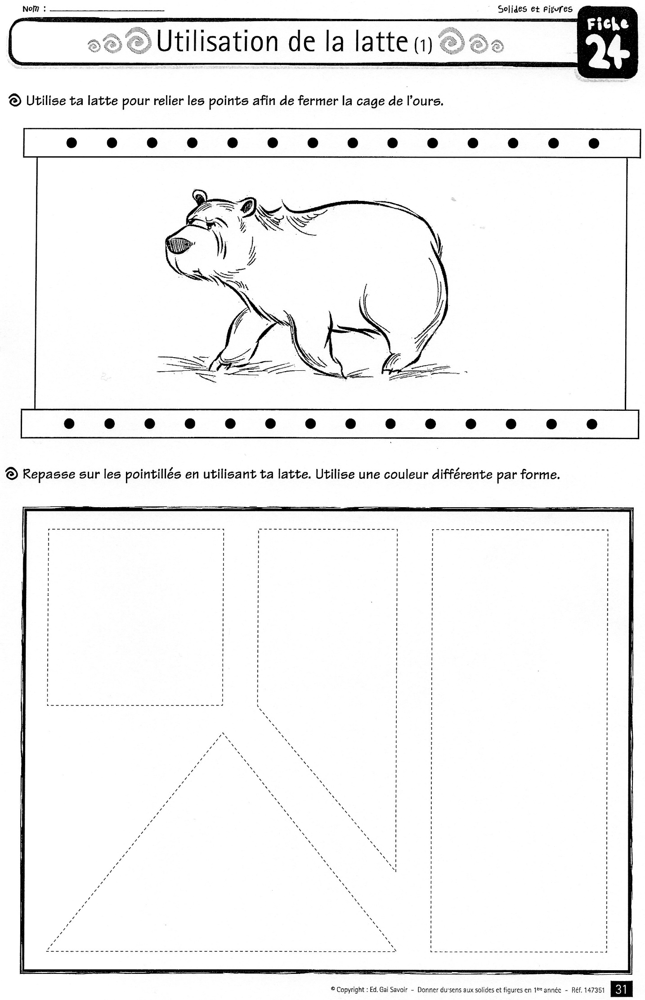 Nom :
Solides et figures
Fiche
24
Utilisation de la latte (1)
Utilise ta latte pour relier les points afin de fermer la cage de l'ours.
Repasse sur les pointillés en utilisant ta latte. Utilise une couleur différente par forme.
© Copyright : Ed. Gai Savoir - Donner du sens aux solides et figures en 1ère année - Réf. 147351
31